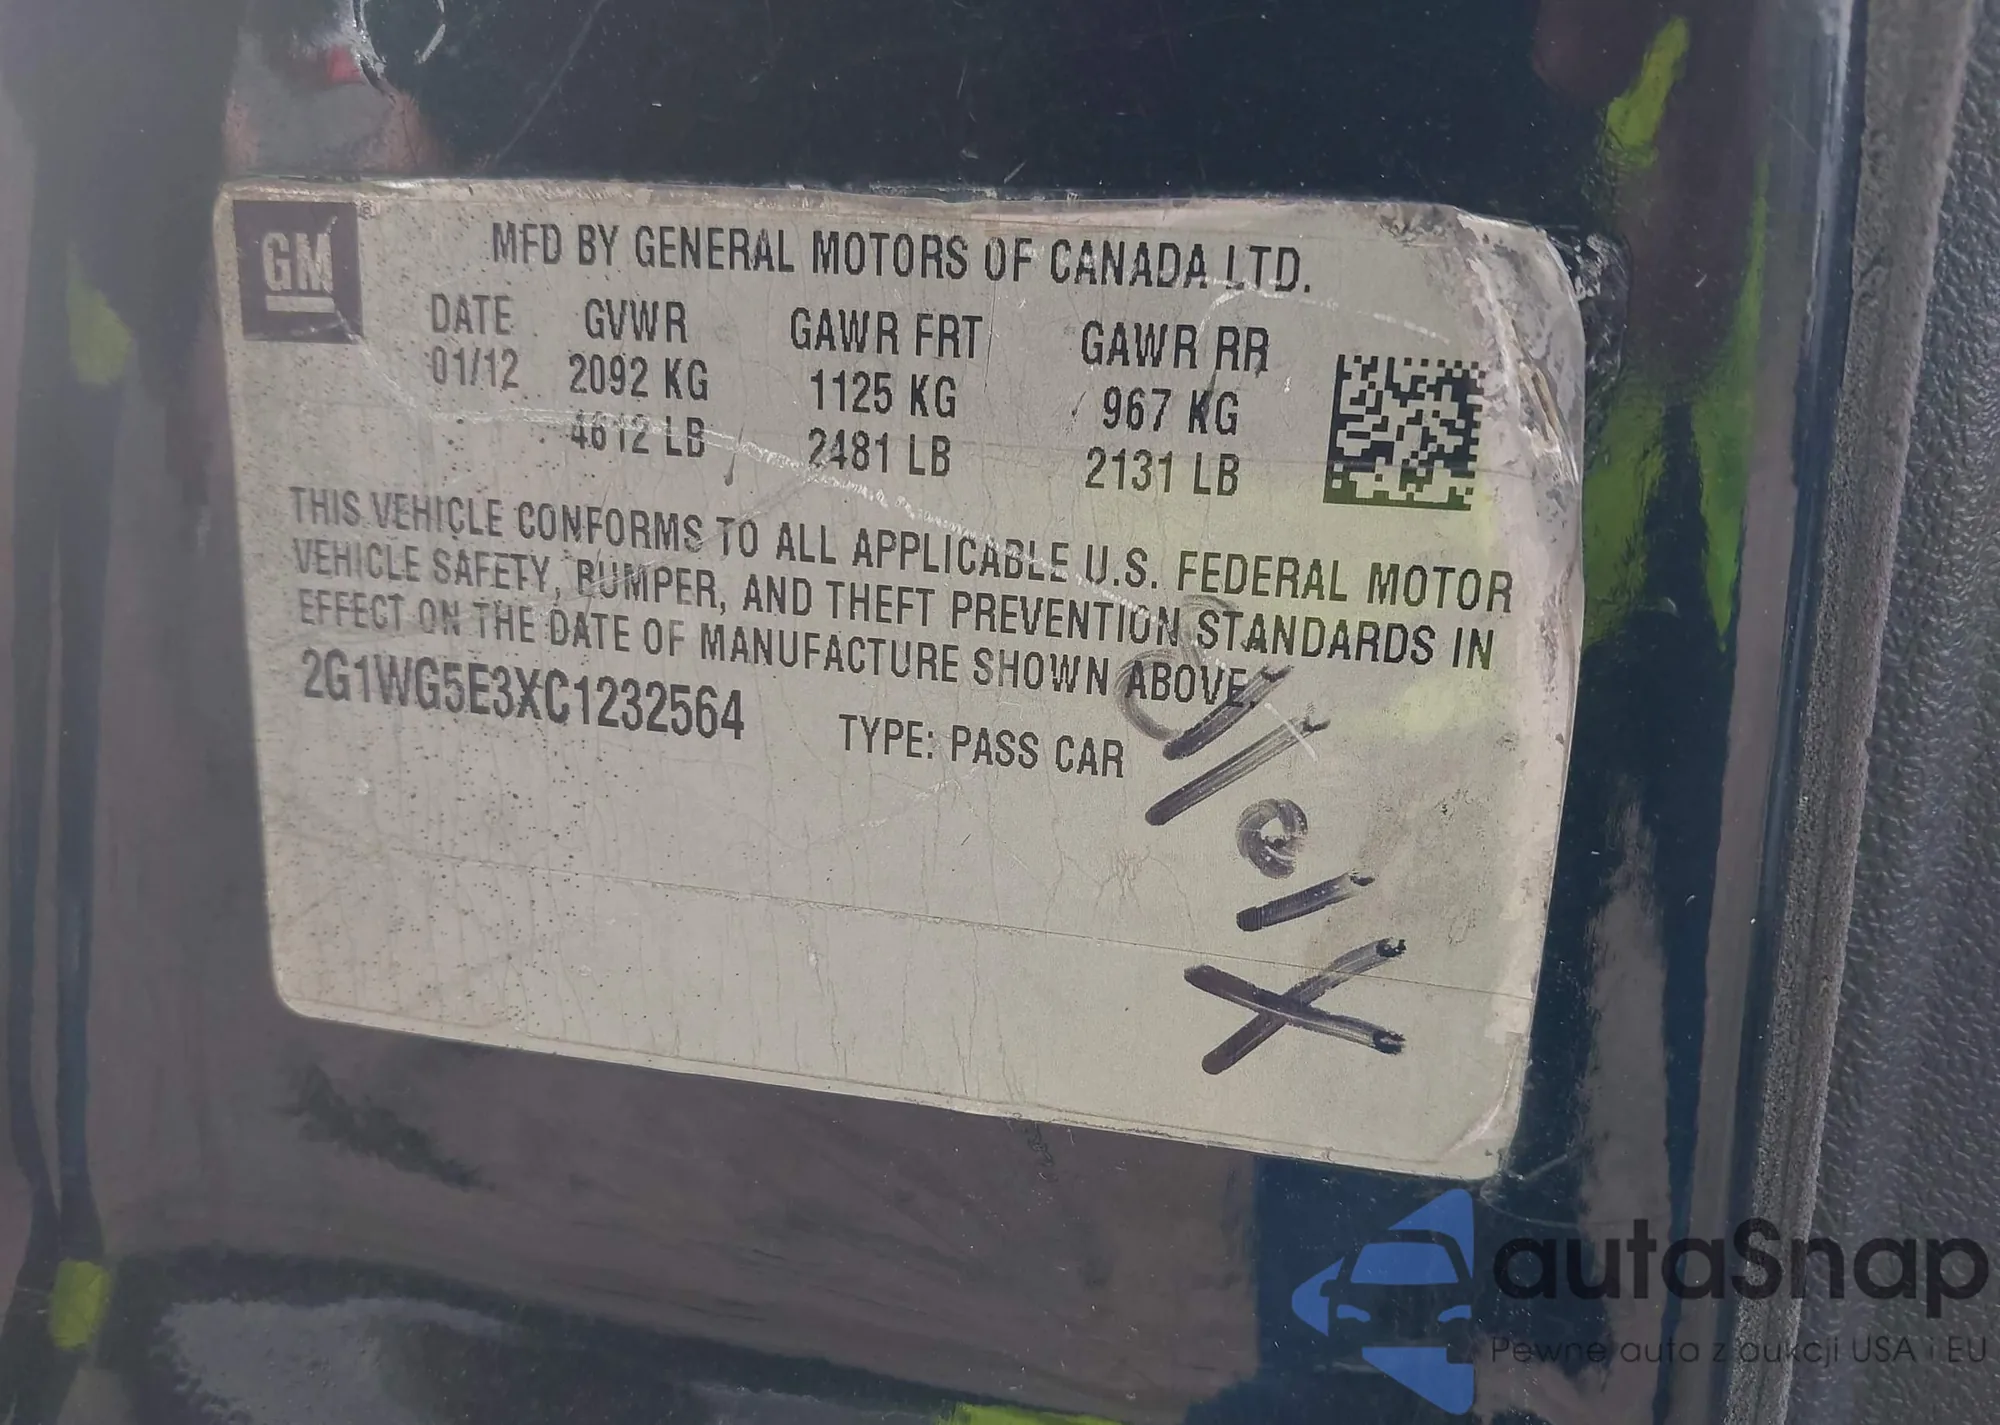 GM
MFD BY GENERAL MOTORS OF CANADA LTD.
DATE GVWR GAWR FRT GAWR RR
01/12 2092 KG 1125 KG 967 KG
4612 LB 2481 LB 2131 LB
THIS VEHICLE CONFORMS TO ALL APPLICABLE U.S. FEDERAL MOTOR
VEHICLE SAFETY, BUMPER, AND THEFT PREVENTION STANDARDS IN
EFFECT ON THE DATE OF MANUFACTURE SHOWN ABOVE.
2G1WG5E3XC1232564 TYPE: PASS CAR
autaSnap
Pewne auta z aukcji USA i EU